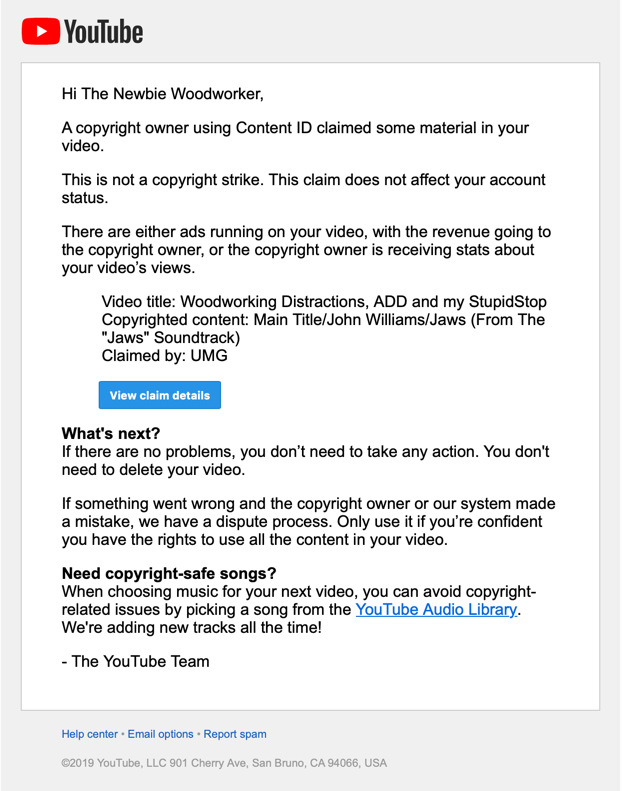 YouTube
Hi The Newbie Woodworker,
A copyright owner using Content ID claimed some material in your
video.
This is not a copyright strike. This claim does not affect your account
status.
There are either ads running on your video, with the revenue going to
the copyright owner, or the copyright owner is receiving stats about
your video’s views.
Video title: Woodworking Distractions, ADD and my StupidStop
Copyrighted content: Main Title/John Williams/Jaws (From The
"Jaws" Soundtrack)
Claimed by: UMG
View claim details
What's next?
If there are no problems, you don’t need to take any action. You don't
need to delete your video.
If something went wrong and the copyright owner or our system made
a mistake, we have a dispute process. Only use it if you’re confident
you have the rights to use all the content in your video.
Need copyright-safe songs?
When choosing music for your next video, you can avoid copyright-
related issues by picking a song from the YouTube Audio Library.
We're adding new tracks all the time!
- The YouTube Team
Help center • Email options • Report spam
©2019 YouTube, LLC 901 Cherry Ave, San Bruno, CA 94066, USA